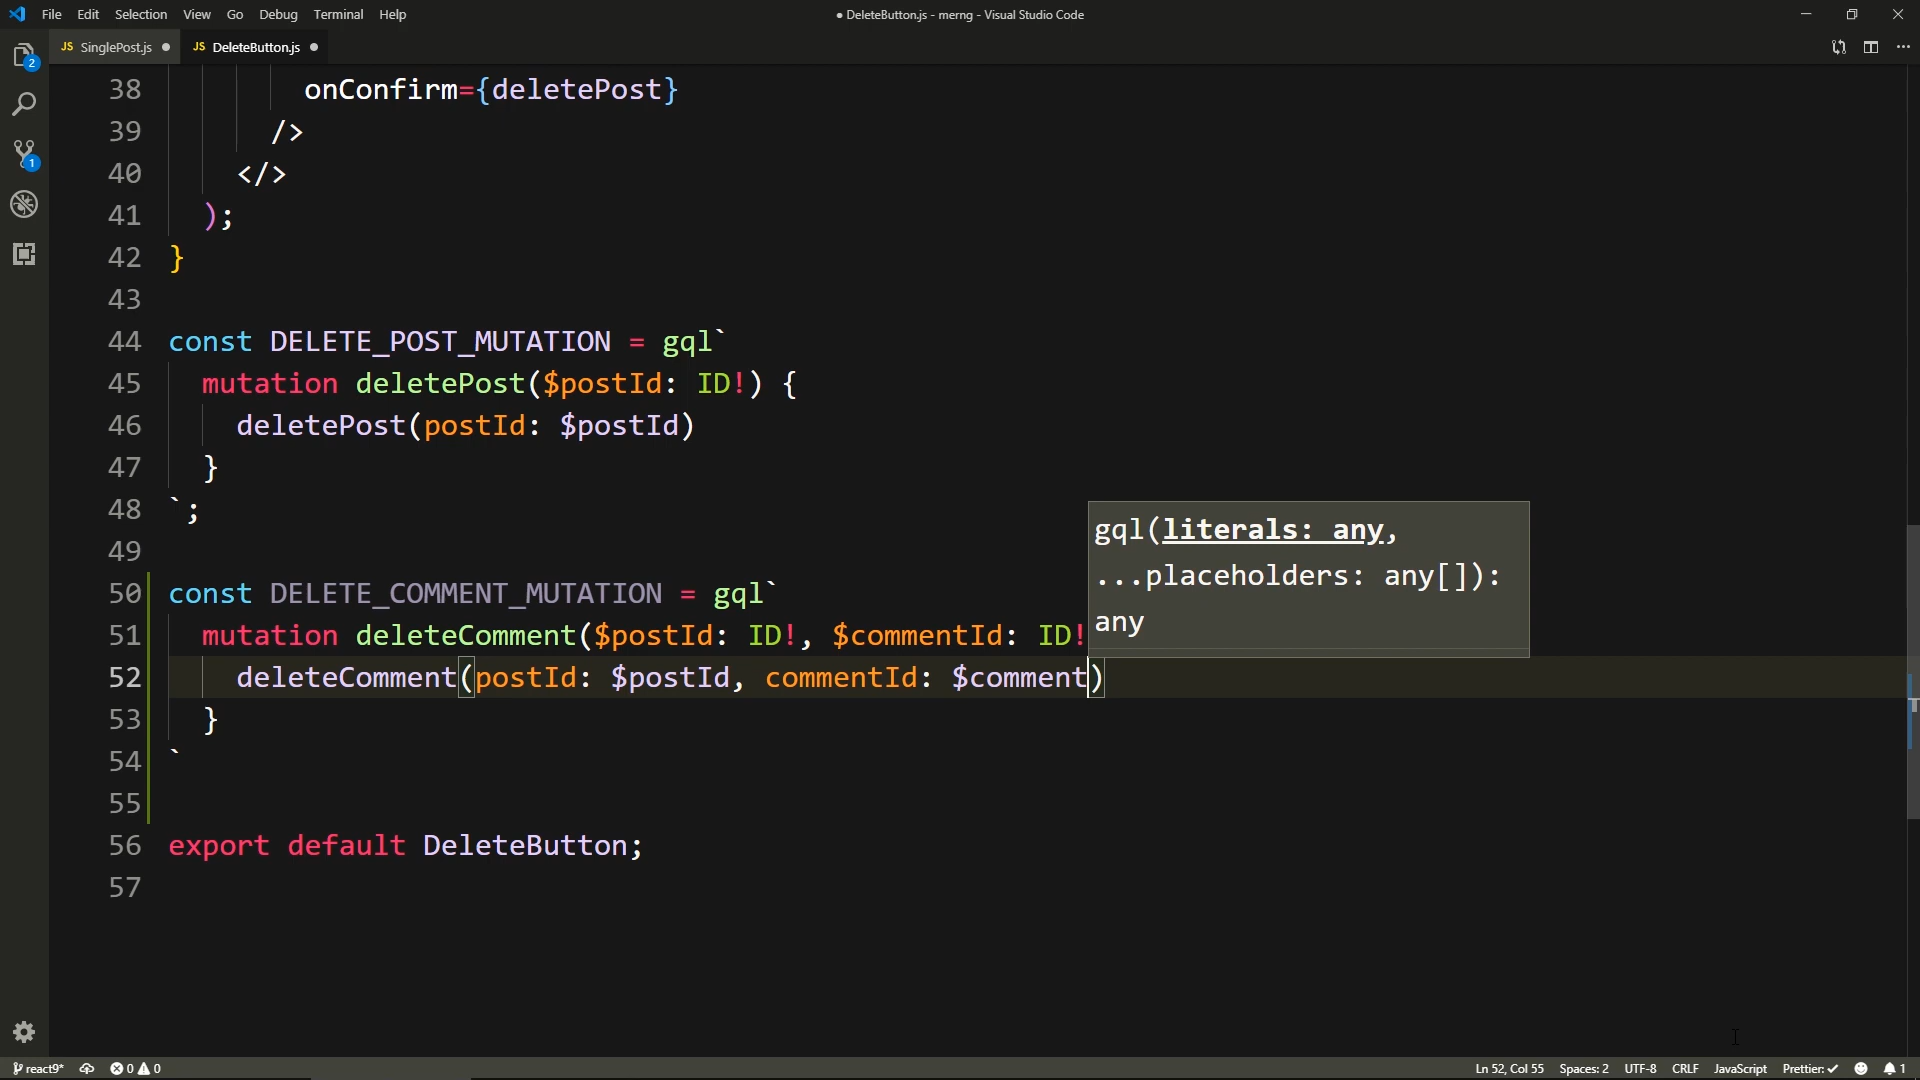 File Edit Selection View Go Debug Terminal Help
● DeleteButton.js - merng - Visual Studio Code
JS SinglePost.js ● JS DeleteButton.js ●
2
1
38 onConfirm={deletePost}
39 />
40 </>
41 );
42 }
43
44 const DELETE_POST_MUTATION = gql`
45 mutation deletePost($postId: ID!) {
46 deletePost(postId: $postId)
47 }
48 `;
49
50 const DELETE_COMMENT_MUTATION = gql`
51 mutation deleteComment($postId: ID!, $commentId: ID!
52 deleteComment(postId: $postId, commentId: $comment)
53 }
54 `
55
56 export default DeleteButton;
57
gql(literals: any,
...placeholders: any[]):
any
react9* 0 0 Ln 52, Col 55 Spaces: 2 UTF-8 CRLF JavaScript Prettier: ✓ 1